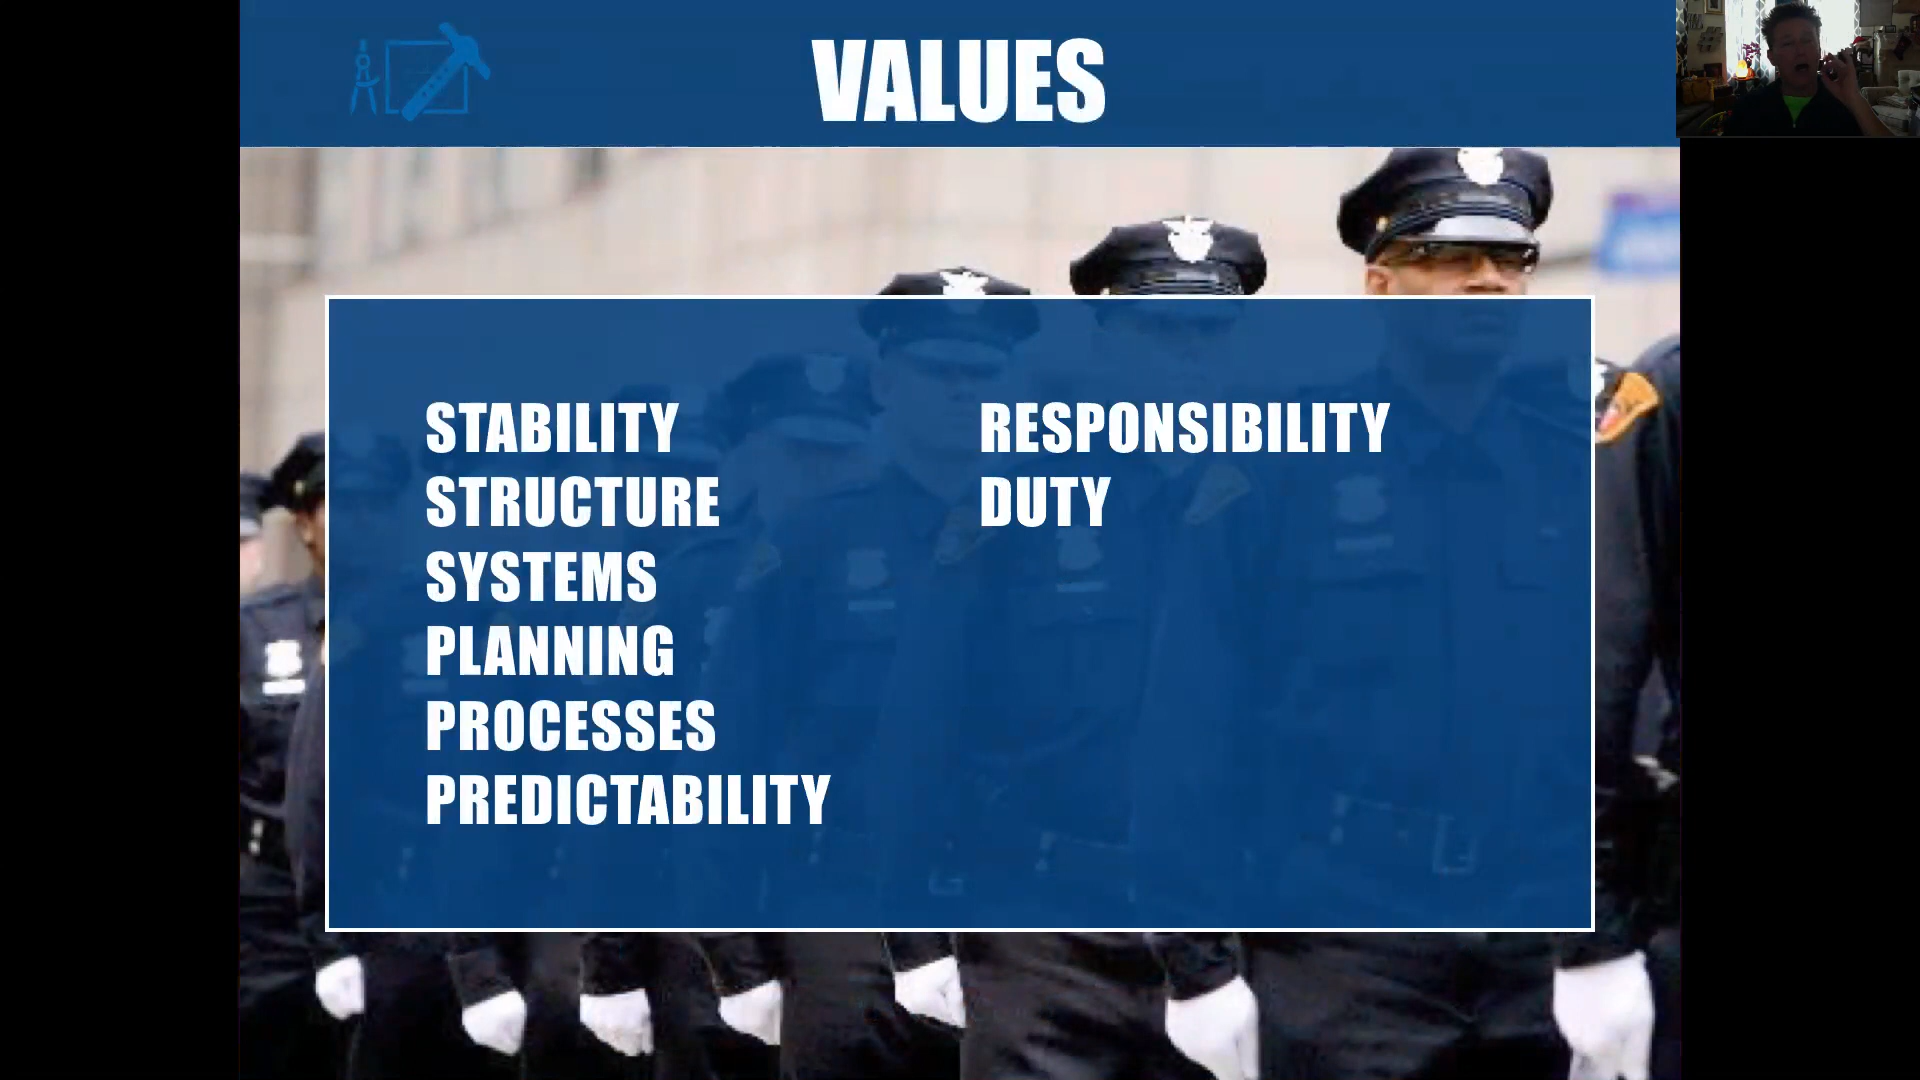 VALUES
STABILITY
STRUCTURE
SYSTEMS
PLANNING
PROCESSES
PREDICTABILITY
RESPONSIBILITY
DUTY